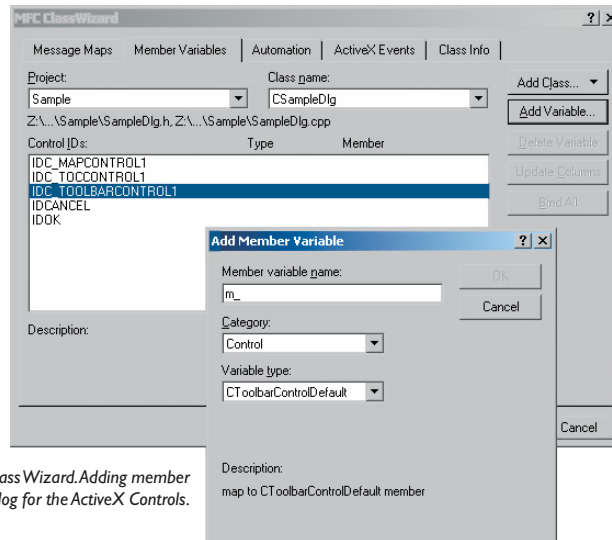 MFC ClassWizard
Message Maps Member Variables Automation ActiveX Events Class Info
Project: Class name:
Sample CSampleDlg
Add Class...
Add Variable...
Z:\...\Sample\SampleDlg.h, Z:\...\Sample\SampleDlg.cpp
Control IDs: Type Member
Delete Variable
Update Columns
Bind All
IDC_MAPCONTROL1
IDC_TOCCONTROL1
IDC_TOOLBARCONTROL1
IDCANCEL
IDOK
Description:
Cancel
Add Member Variable
Member variable name:
m_
OK
Cancel
Category:
Control
Variable type:
CToolbarControlDefault
Description:
map to CToolbarControlDefault member
lass Wizard. Adding member
log for the ActiveX Controls.